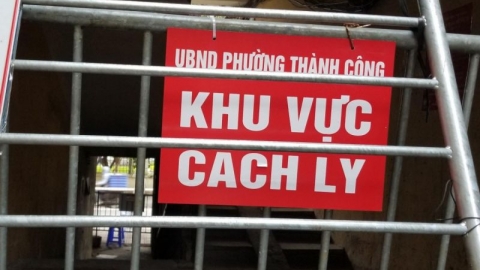 UBND PHƯỜNG THÀNH CÔNG
KHU VỰC
CACH LY